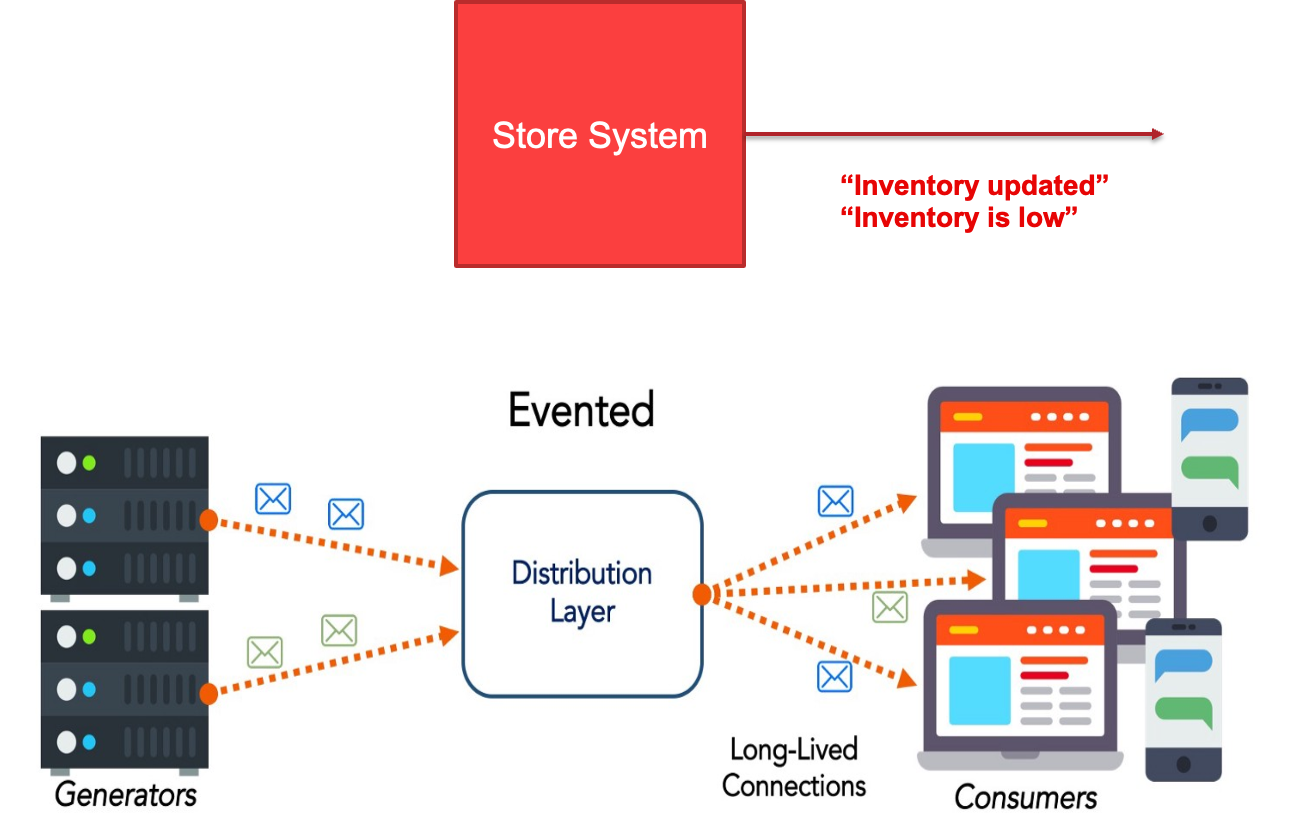 Store System
“Inventory updated”
“Inventory is low”
Evented
Distribution
Layer
Long-Lived
Connections
Generators
Consumers